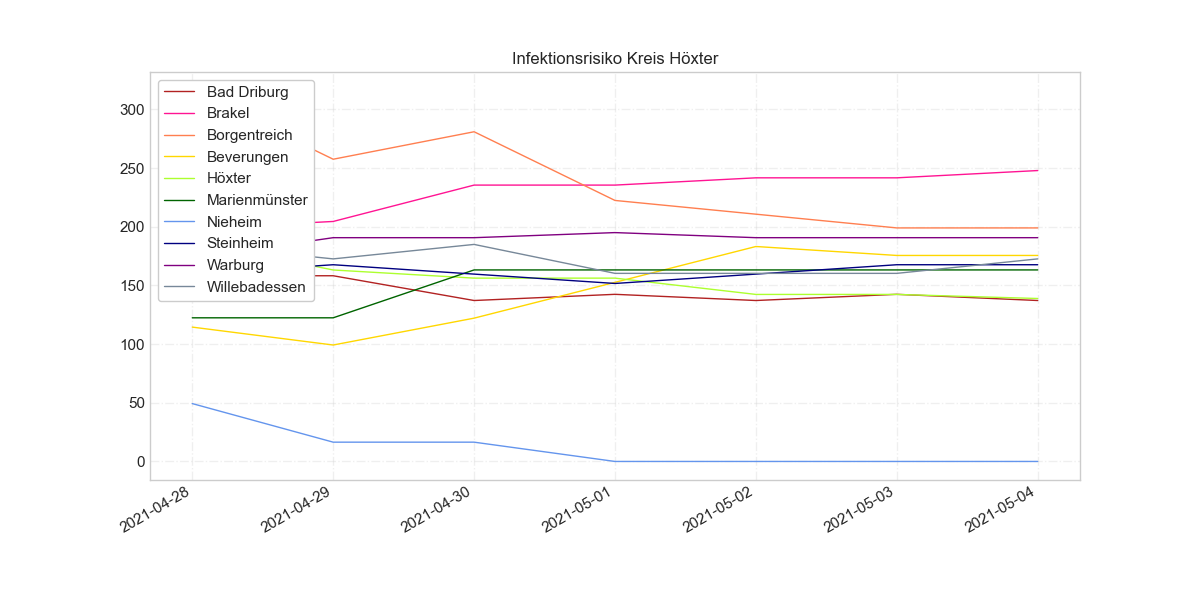 Infektionsrisiko Kreis Höxter
300
250
200
150
100
50
0
Bad Driburg
Brakel
Borgentreich
Beverungen
Höxter
Marienmünster
Nieheim
Steinheim
Warburg
Willebadessen
2021-04-28
2021-04-29
2021-04-30
2021-05-01
2021-05-02
2021-05-03
2021-05-04